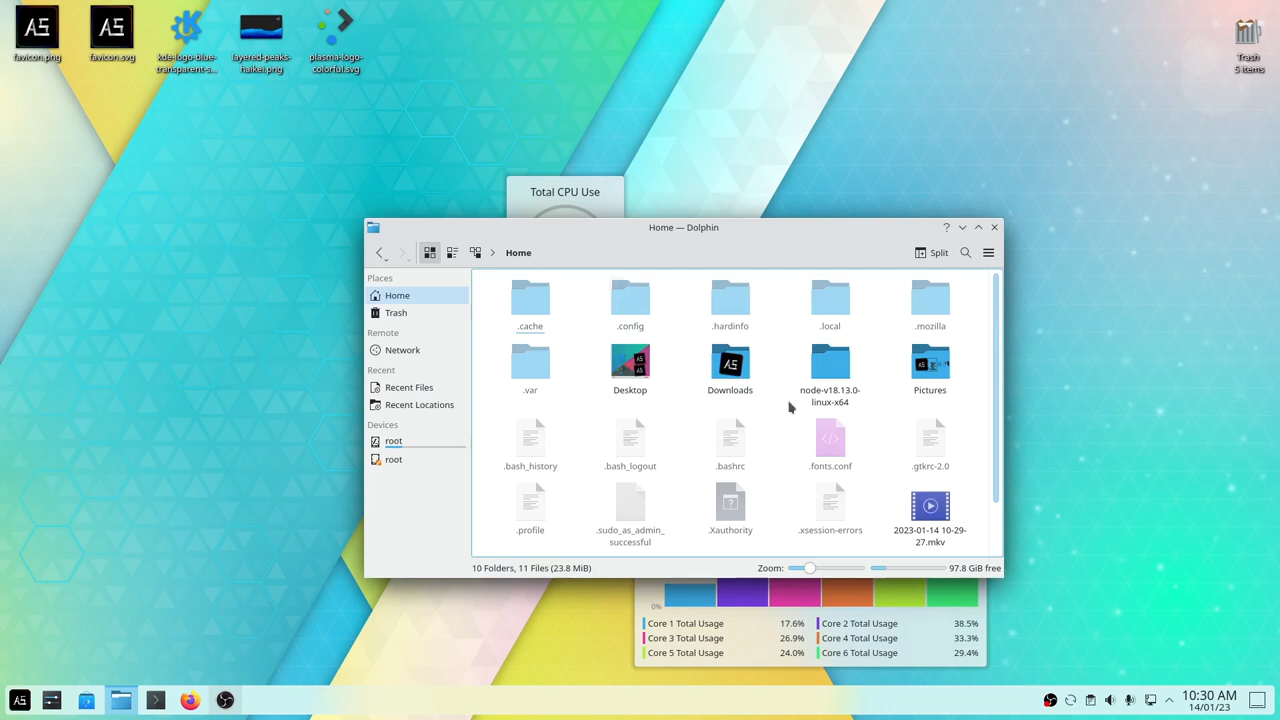 favicon.png
favicon.svg
kde-logo-blue-
transparent-s...
layered-peaks-
haikei.png
plasma-logo-
colorful.svg
Trash
5 items
Total CPU Use
Home — Dolphin
Home
Split
Places
Home
Trash
Remote
Network
Recent
Recent Files
Recent Locations
Devices
root
root
.cache
.config
.hardinfo
.local
.mozilla
.var
Desktop
Downloads
node-v18.13.0-
linux-x64
Pictures
.bash_history
.bash_logout
.bashrc
.fonts.conf
.gtkrc-2.0
.profile
.sudo_as_admin_
successful
.Xauthority
.xsession-errors
2023-01-14 10-29-
27.mkv
10 Folders, 11 Files (23.8 MiB)
Zoom:
97.8 GiB free
0%
Core 1 Total Usage 17.6% Core 2 Total Usage 38.5%
Core 3 Total Usage 26.9% Core 4 Total Usage 33.3%
Core 5 Total Usage 24.0% Core 6 Total Usage 29.4%
10:30 AM
14/01/23